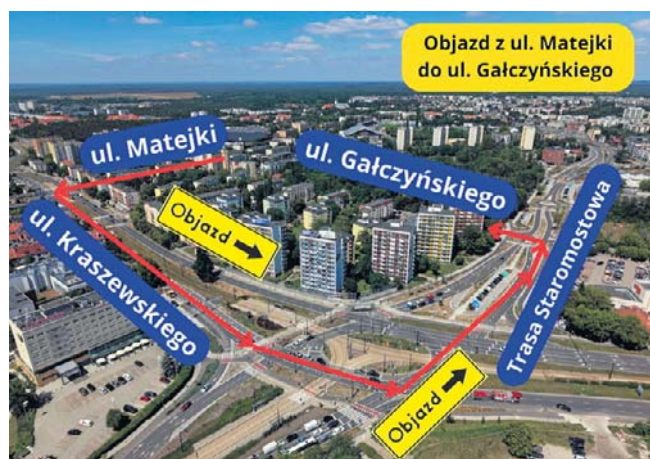 Objazd z ul. Matejki
do ul. Gałczyńskiego
ul. Matejki
ul. Gałczyńskiego
Objazd
ul. Kraszewskiego
Trasa Staromostowa
Objazd